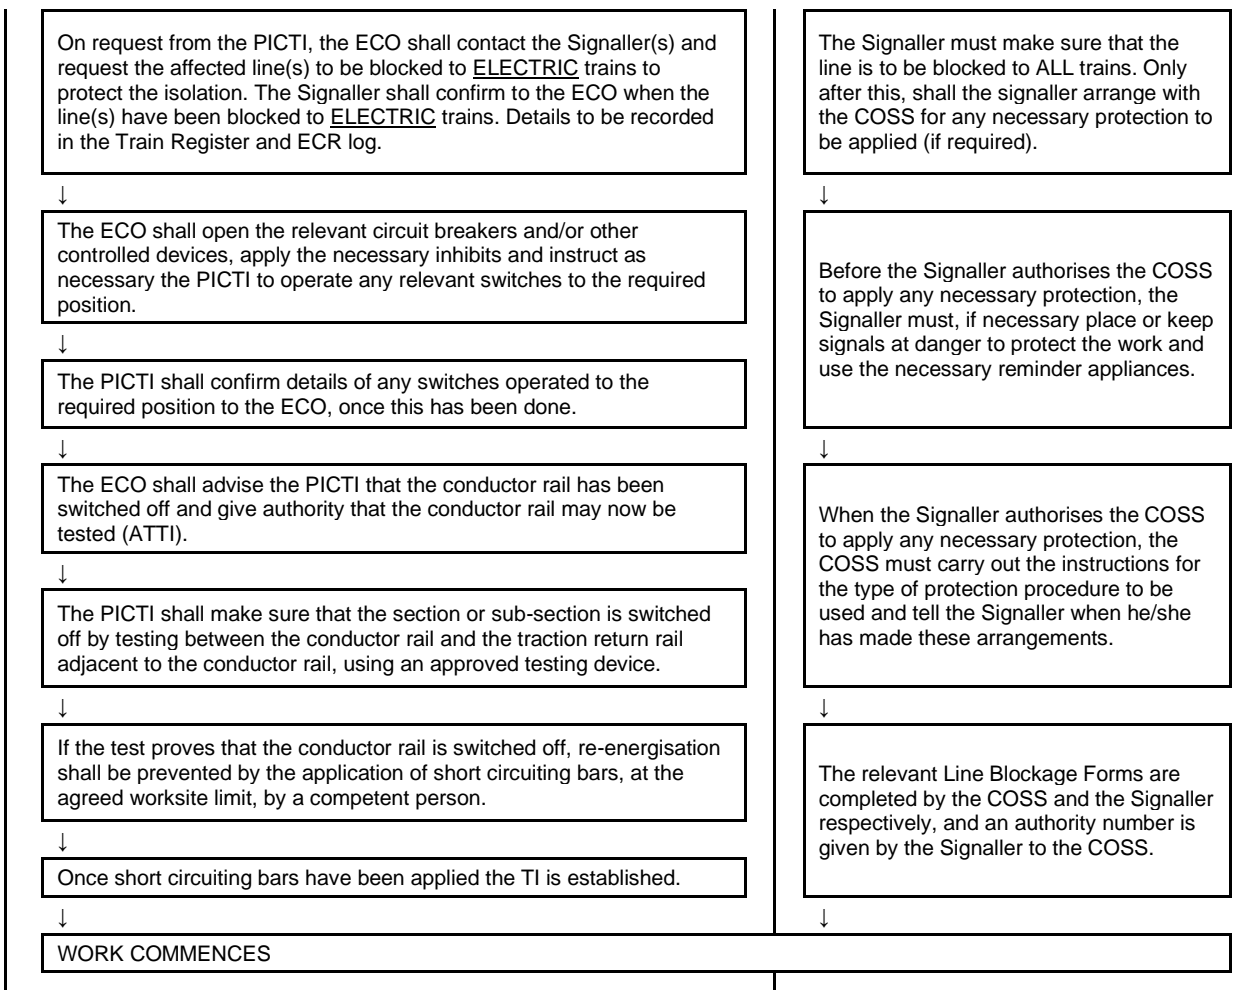 On request from the PICTI, the ECO shall contact the Signaller(s) and
request the affected line(s) to be blocked to ELECTRIC trains to
protect the isolation. The Signaller shall confirm to the ECO when the
line(s) have been blocked to ELECTRIC trains. Details to be recorded
in the Train Register and ECR log.
↓
The ECO shall open the relevant circuit breakers and/or other
controlled devices, apply the necessary inhibits and instruct as
necessary the PICTI to operate any relevant switches to the required
position.
↓
The PICTI shall confirm details of any switches operated to the
required position to the ECO, once this has been done.
↓
The ECO shall advise the PICTI that the conductor rail has been
switched off and give authority that the conductor rail may now be
tested (ATTI).
↓
The PICTI shall make sure that the section or sub-section is switched
off by testing between the conductor rail and the traction return rail
adjacent to the conductor rail, using an approved testing device.
↓
If the test proves that the conductor rail is switched off, re-energisation
shall be prevented by the application of short circuiting bars, at the
agreed worksite limit, by a competent person.
↓
Once short circuiting bars have been applied the TI is established.
↓
The Signaller must make sure that the
line is to be blocked to ALL trains. Only
after this, shall the signaller arrange with
the COSS for any necessary protection to
be applied (if required).
↓
Before the Signaller authorises the COSS
to apply any necessary protection, the
Signaller must, if necessary place or keep
signals at danger to protect the work and
use the necessary reminder appliances.
↓
When the Signaller authorises the COSS
to apply any necessary protection, the
COSS must carry out the instructions for
the type of protection procedure to be
used and tell the Signaller when he/she
has made these arrangements.
↓
The relevant Line Blockage Forms are
completed by the COSS and the Signaller
respectively, and an authority number is
given by the Signaller to the COSS.
↓
WORK COMMENCES